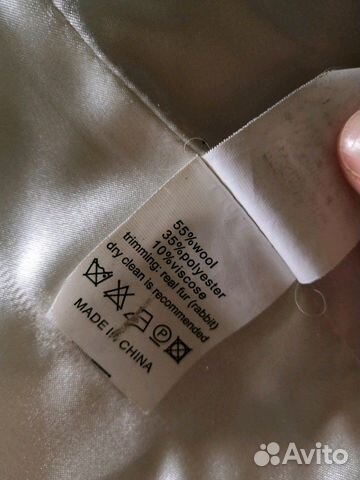 55%wool
35%polyester
10%viscose
trimming: real fur (rabbit)
dry clean is recommended
P
MADE IN CHINA
Avito